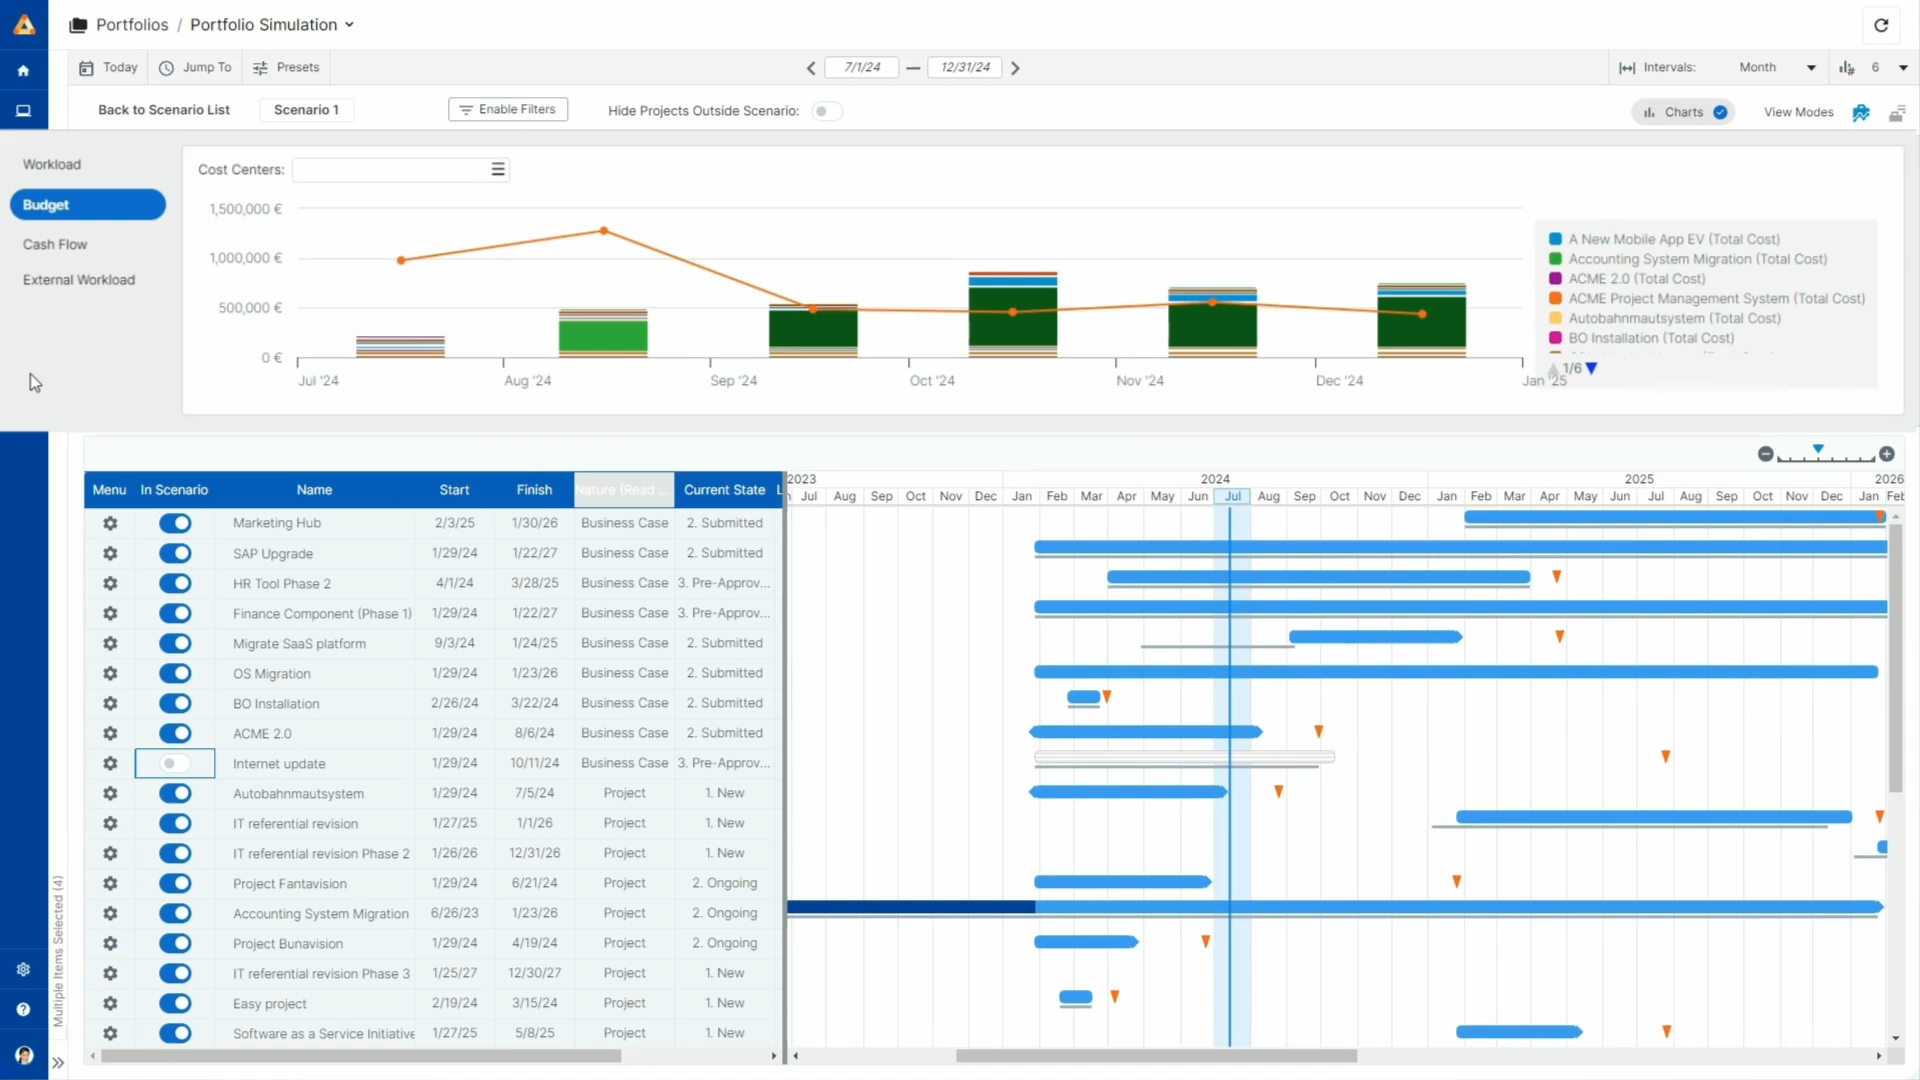 Portfolios / Portfolio Simulation
Today Jump To Presets 7/1/24 — 12/31/24 Intervals: Month 6
Back to Scenario List Scenario 1 Enable Filters Hide Projects Outside Scenario: Charts View Modes
Workload
Budget
Cash Flow
External Workload
Cost Centers:
1,500,000 €
1,000,000 €
500,000 €
0 €
Jul '24 Aug '24 Sep '24 Oct '24 Nov '24 Dec '24 Jan '25
A New Mobile App EV (Total Cost)
Accounting System Migration (Total Cost)
ACME 2.0 (Total Cost)
ACME Project Management System (Total Cost)
Autobahnmautsystem (Total Cost)
BO Installation (Total Cost)
1/6
2023 2024 2025 2026
Menu In Scenario Name Start Finish Nature (Read ... Current State L
Jul Aug Sep Oct Nov Dec Jan Feb Mar Apr May Jun Jul Aug Sep Oct Nov Dec Jan Feb Mar Apr May Jun Jul Aug Sep Oct Nov Dec Jan Feb
Marketing Hub 2/3/25 1/30/26 Business Case 2. Submitted
SAP Upgrade 1/29/24 1/22/27 Business Case 2. Submitted
HR Tool Phase 2 4/1/24 3/28/25 Business Case 3. Pre-Approv...
Finance Component (Phase 1) 1/29/24 1/22/27 Business Case 3. Pre-Approv...
Migrate SaaS platform 9/3/24 1/24/25 Business Case 2. Submitted
OS Migration 1/29/24 1/23/26 Business Case 2. Submitted
BO Installation 2/26/24 3/22/24 Business Case 2. Submitted
ACME 2.0 1/29/24 8/6/24 Business Case 2. Submitted
Internet update 1/29/24 10/11/24 Business Case 3. Pre-Approv...
Autobahnmautsystem 1/29/24 7/5/24 Project 1. New
IT referential revision 1/27/25 1/1/26 Project 1. New
IT referential revision Phase 2 1/26/26 12/31/26 Project 1. New
Project Fantavision 1/29/24 6/21/24 Project 2. Ongoing
Accounting System Migration 6/26/23 1/23/26 Project 2. Ongoing
Project Bunavision 1/29/24 4/19/24 Project 2. Ongoing
IT referential revision Phase 3 1/25/27 12/30/27 Project 1. New
Easy project 2/19/24 3/15/24 Project 1. New
Software as a Service Initiative 1/27/25 5/8/25 Project 1. New
Multiple Items Selected (4)